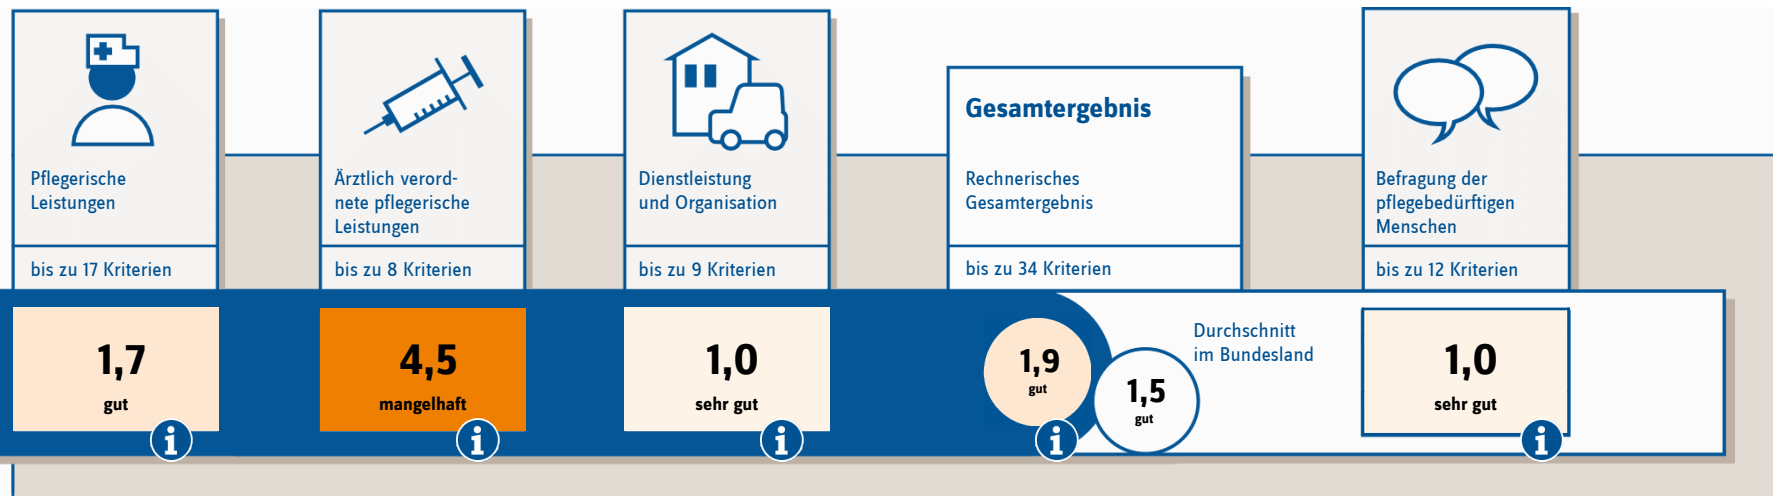 Pflegerische
Leistungen
bis zu 17 Kriterien
1,7
gut
Ärztlich verord-
nete pflegerische
Leistungen
bis zu 8 Kriterien
4,5
mangelhaft
Dienstleistung
und Organisation
bis zu 9 Kriterien
1,0
sehr gut
Gesamtergebnis
Rechnerisches
Gesamtergebnis
bis zu 34 Kriterien
1,9
gut
Durchschnitt
im Bundesland
1,5
gut
Befragung der
pflegebedürftigen
Menschen
bis zu 12 Kriterien
1,0
sehr gut